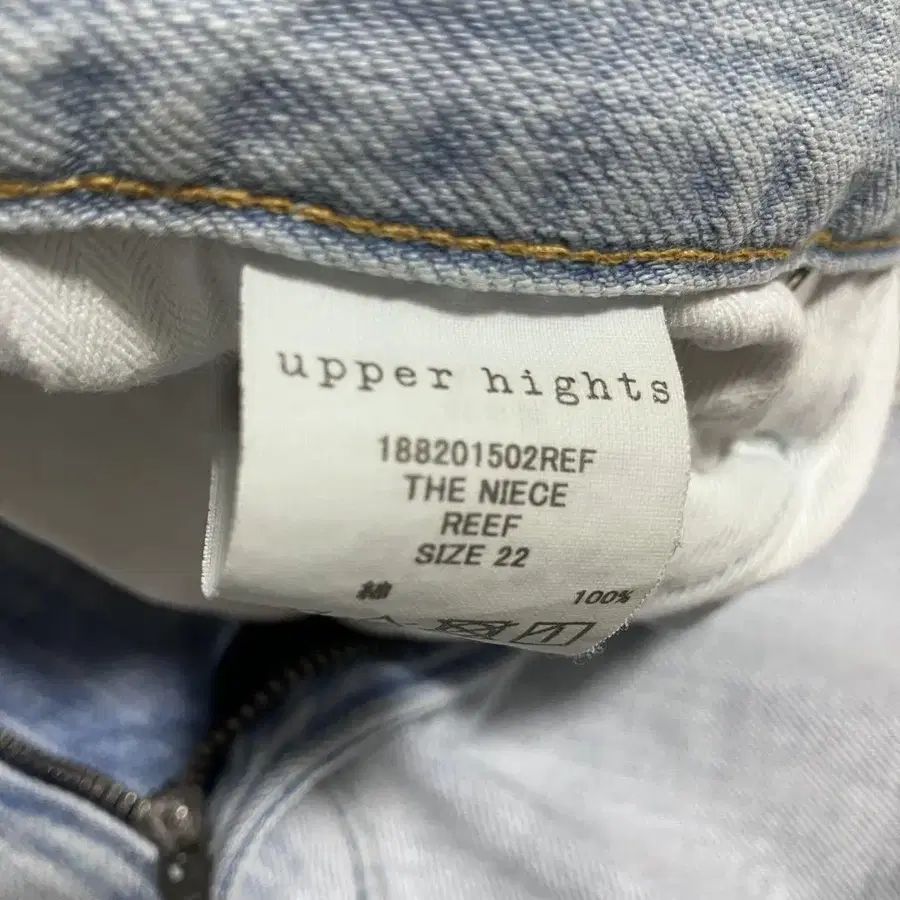 upper hights
188201502REF
THE NIECE
REEF
SIZE 22
綿 100%